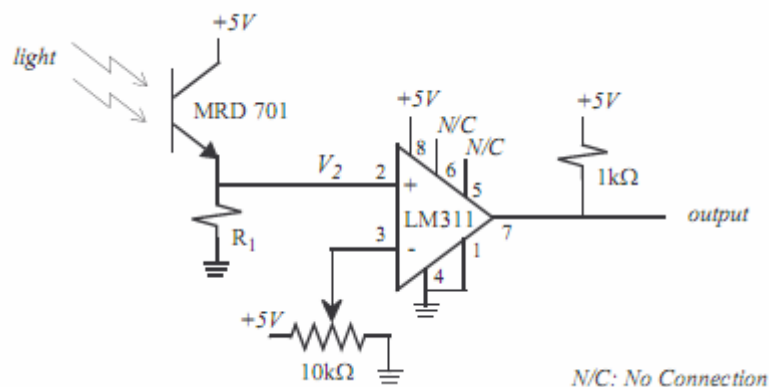 +5V
light
MRD 701
+5V
N/C
N/C
+5V
8
6
5
V2
2
+
LM311
1kΩ
7
output
R1
3
-
4
1
+5V
10kΩ
N/C: No Connection